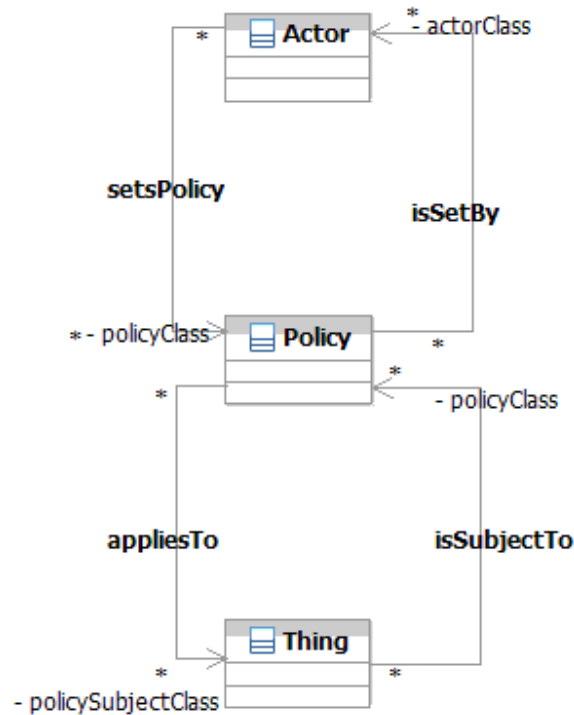 * Actor * - actorClass
setsPolicy
isSetBy
* - policyClass Policy *
* *
- policyClass
appliesTo isSubjectTo
Thing
* *
- policySubjectClass